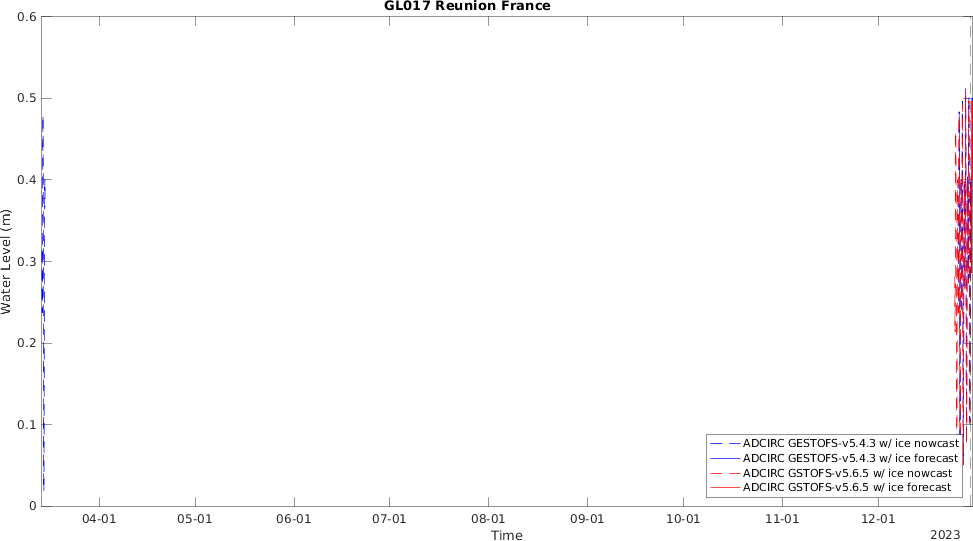 GL017 Reunion France
0.6
0.5
0.4
0.3
0.2
0.1
0
Water Level (m)
ADCIRC GESTOFS-v5.4.3 w/ ice nowcast
ADCIRC GESTOFS-v5.4.3 w/ ice forecast
ADCIRC GSTOFS-v5.6.5 w/ ice nowcast
ADCIRC GSTOFS-v5.6.5 w/ ice forecast
04-01 05-01 06-01 07-01 08-01 09-01 10-01 11-01 12-01
Time
2023